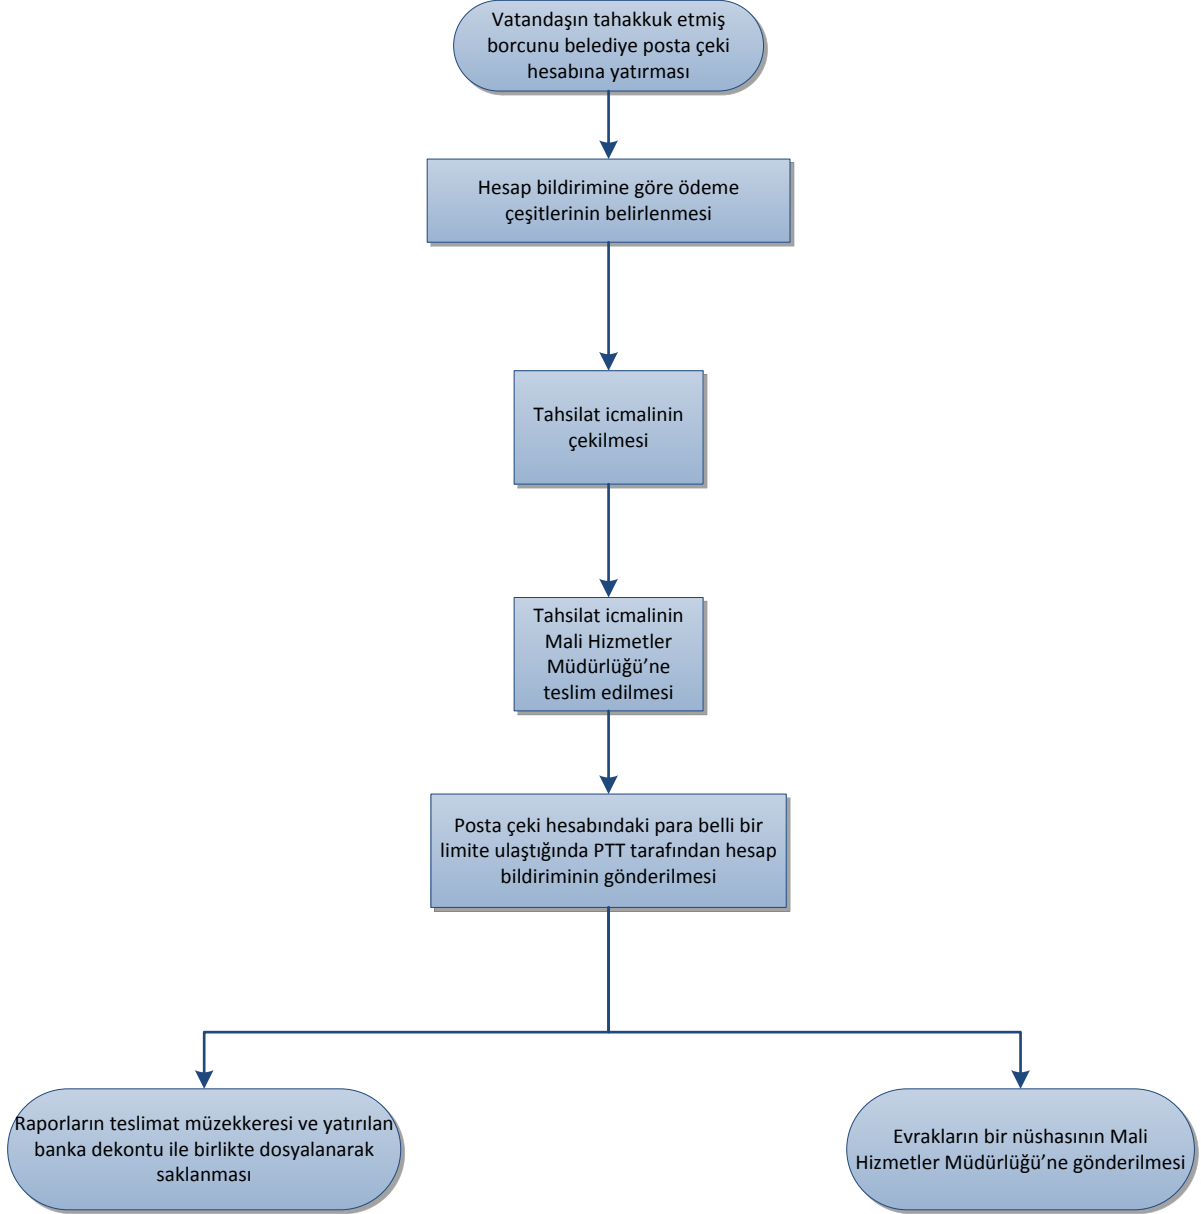 Vatandaşın tahakkuk etmiş
borcunu belediye posta çeki
hesabına yatırması
Hesap bildirimine göre ödeme
çeşitlerinin belirlenmesi
Tahsilat icmalinin
çekilmesi
Tahsilat icmalinin
Mali Hizmetler
Müdürlüğü’ne
teslim edilmesi
Posta çeki hesabındaki para belli bir
limite ulaştığında PTT tarafından hesap
bildiriminin gönderilmesi
Raporların teslimat müzekkeresi ve yatırılan
banka dekontu ile birlikte dosyalanarak
saklanması
Evrakların bir nüshasının Mali
Hizmetler Müdürlüğü’ne gönderilmesi